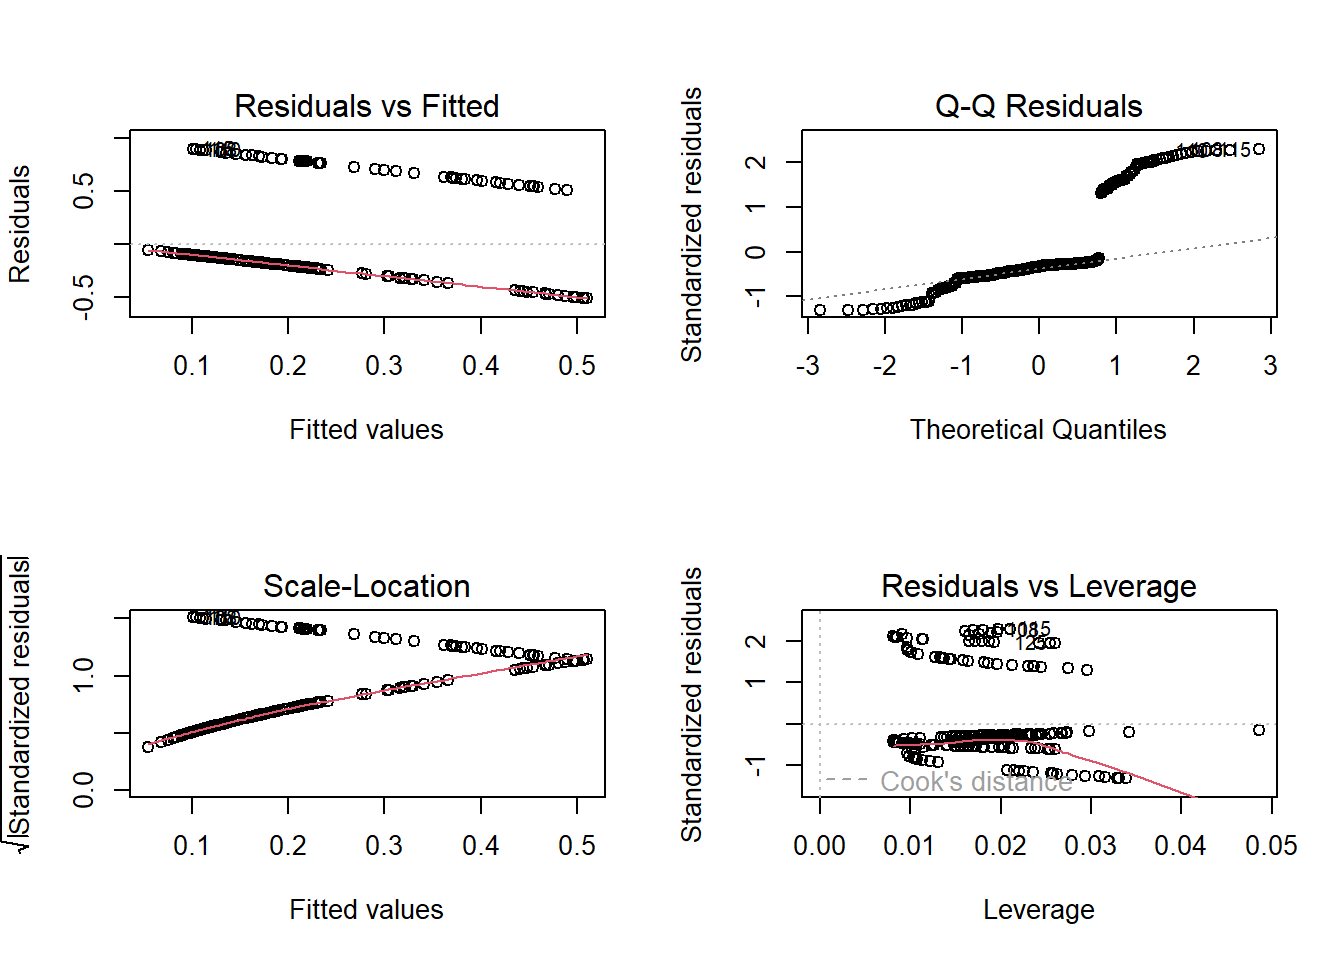 Residuals vs Fitted
Residuals
0.5
-0.5
0.1 0.2 0.3 0.4 0.5
Fitted values
Q-Q Residuals
Standardized residuals
2
1
0
-1
-3 -2 -1 0 1 2 3
Theoretical Quantiles
Scale-Location
√|Standardized residuals|
1.0
0.0
0.1 0.2 0.3 0.4 0.5
Fitted values
Residuals vs Leverage
Standardized residuals
2
1
-1
125
Cook's distance
0.00 0.01 0.02 0.03 0.04 0.05
Leverage